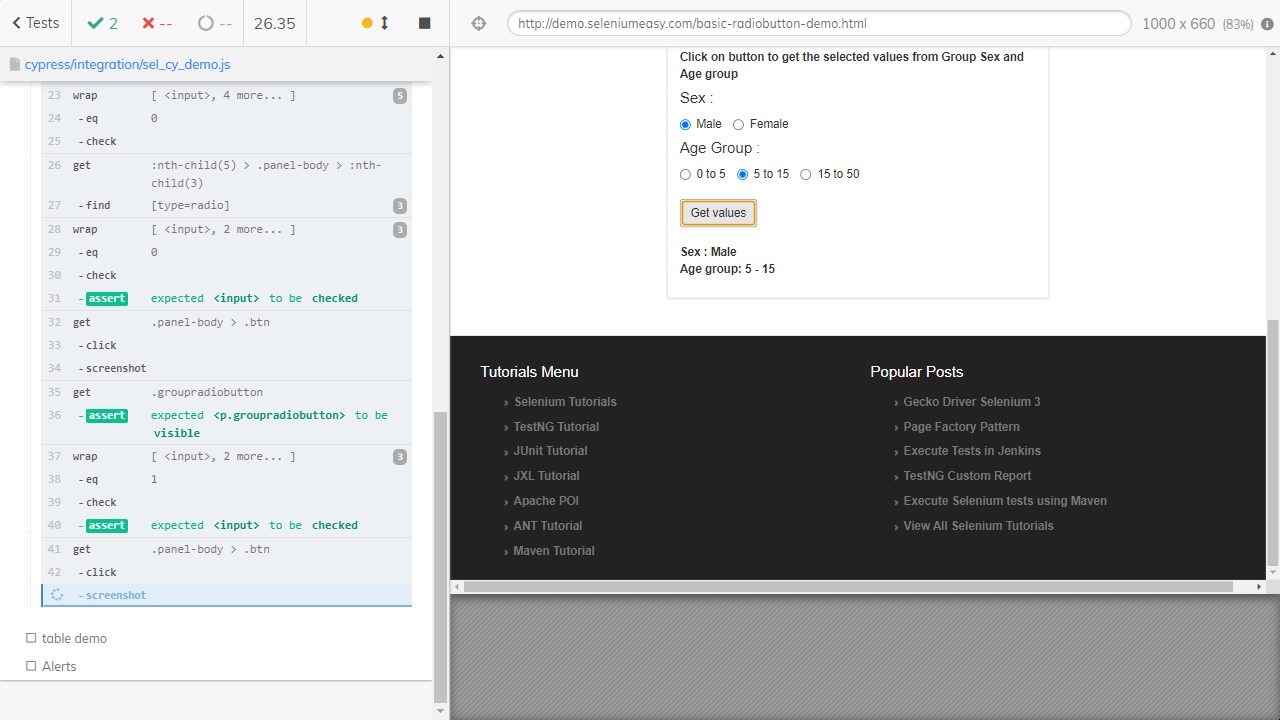 Tests
2
--
--
26.35
http://demo.seleniumeasy.com/basic-radiobutton-demo.html
1000 x 660 (83%)
cypress/integration/sel_cy_demo.js
23 wrap [ <input>, 4 more... ] 5
24 -eq 0
25 -check
26 get :nth-child(5) > .panel-body > :nth-
child(3)
27 -find [type=radio] 3
28 wrap [ <input>, 2 more... ] 3
29 -eq 0
30 -check
31 -assert expected <input> to be checked
32 get .panel-body > .btn
33 -click
34 -screenshot
35 get .groupradiobutton
36 -assert expected <p.groupradiobutton> to be
visible
37 wrap [ <input>, 2 more... ] 3
38 -eq 1
39 -check
40 -assert expected <input> to be checked
41 get .panel-body > .btn
42 -click
-screenshot
table demo
Alerts
Click on button to get the selected values from Group Sex and
Age group
Sex :
Male Female
Age Group :
0 to 5 5 to 15 15 to 50
Get values
Sex : Male
Age group: 5 - 15
Tutorials Menu
Selenium Tutorials
TestNG Tutorial
JUnit Tutorial
JXL Tutorial
Apache POI
ANT Tutorial
Maven Tutorial
Popular Posts
Gecko Driver Selenium 3
Page Factory Pattern
Execute Tests in Jenkins
TestNG Custom Report
Execute Selenium tests using Maven
View All Selenium Tutorials